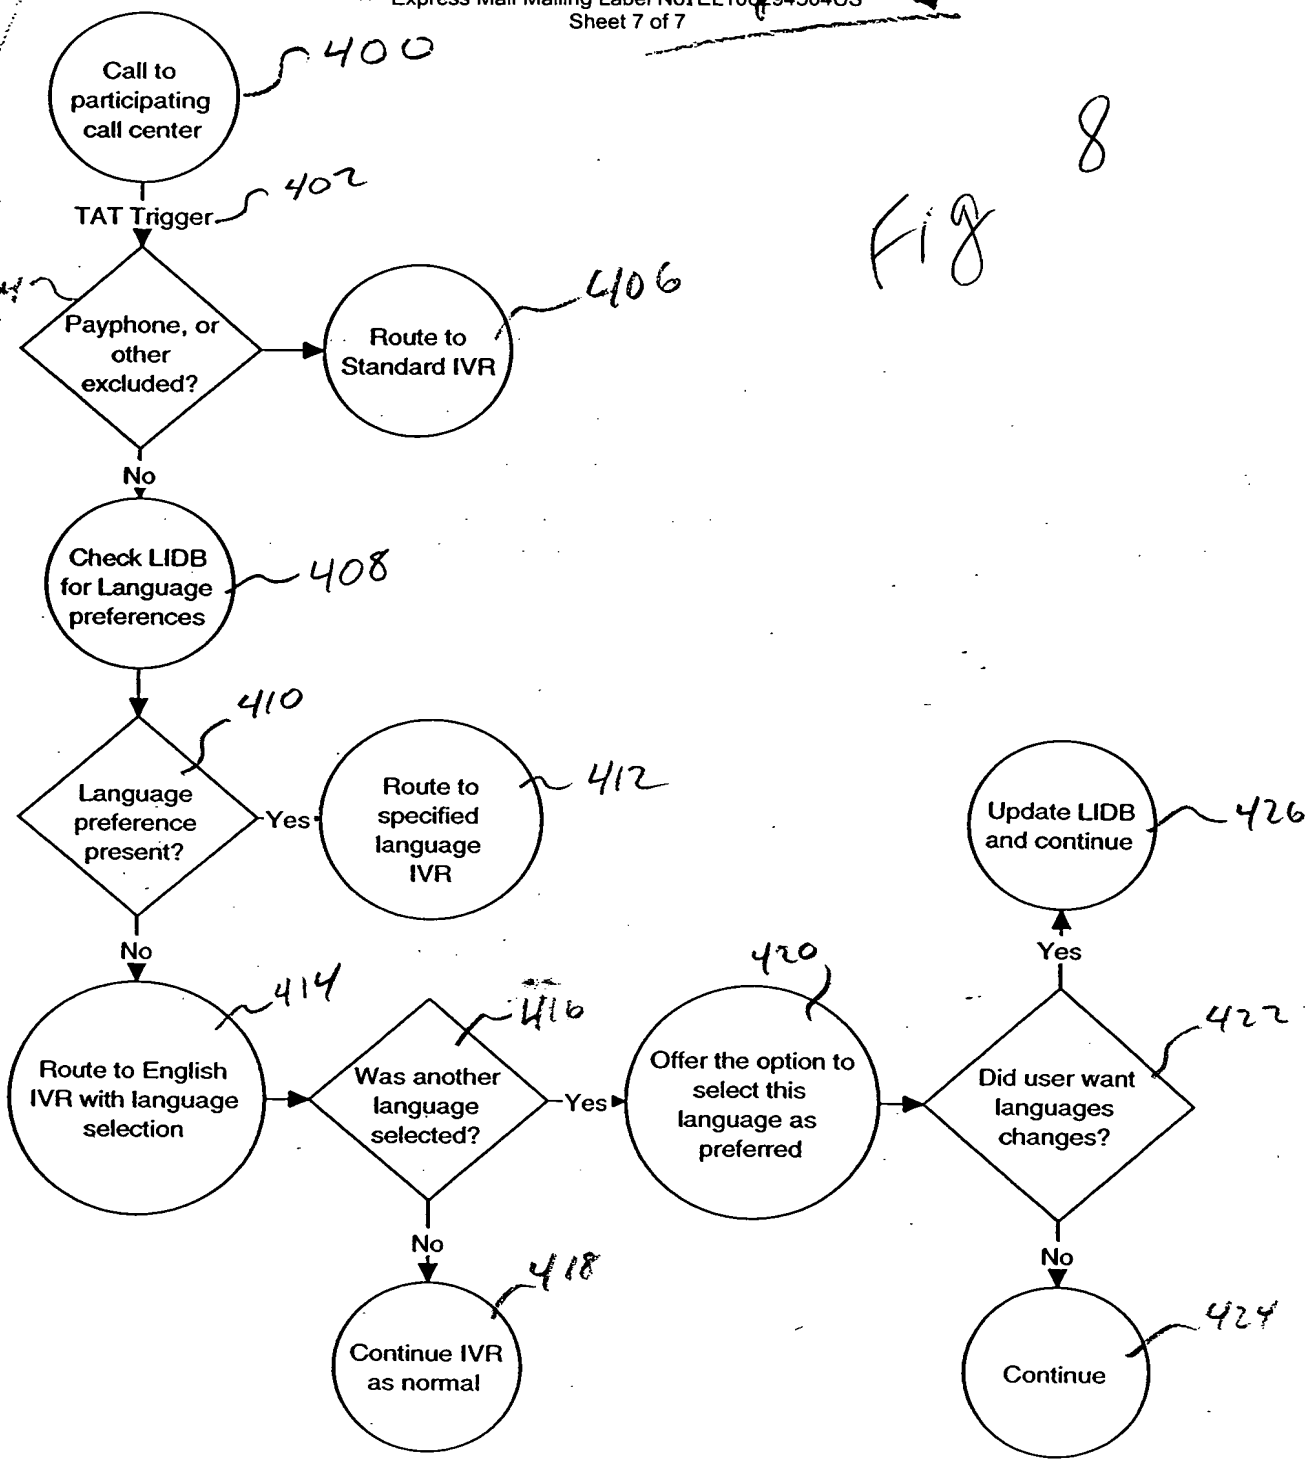 Sheet 7 of 7
Call to
participating
call center
400
8
Fig
TAT Trigger
402
Payphone, or
other
excluded?
Route to
Standard IVR
406
No
Check LIDB
for Language
preferences
408
Language
preference
present?
410
Yes
Route to
specified
language
IVR
412
Update LIDB
and continue
426
No
Yes
Route to English
IVR with language
selection
414
Was another
language
selected?
416
Yes
Offer the option to
select this
language as
preferred
420
Did user want
languages
changes?
422
No
No
Continue IVR
as normal
418
Continue
424